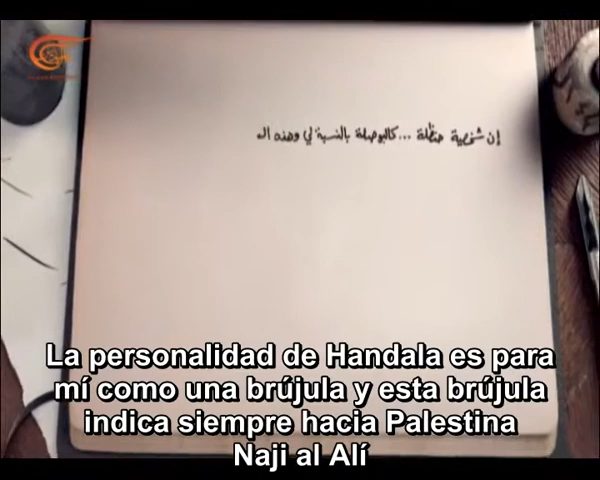 إن شخصية حنظلة ... كالبوصلة بالنسبة لي وهذه ال
La personalidad de Handala es para
mí como una brújula y esta brújula
indica siempre hacia Palestina
Naji al Alí